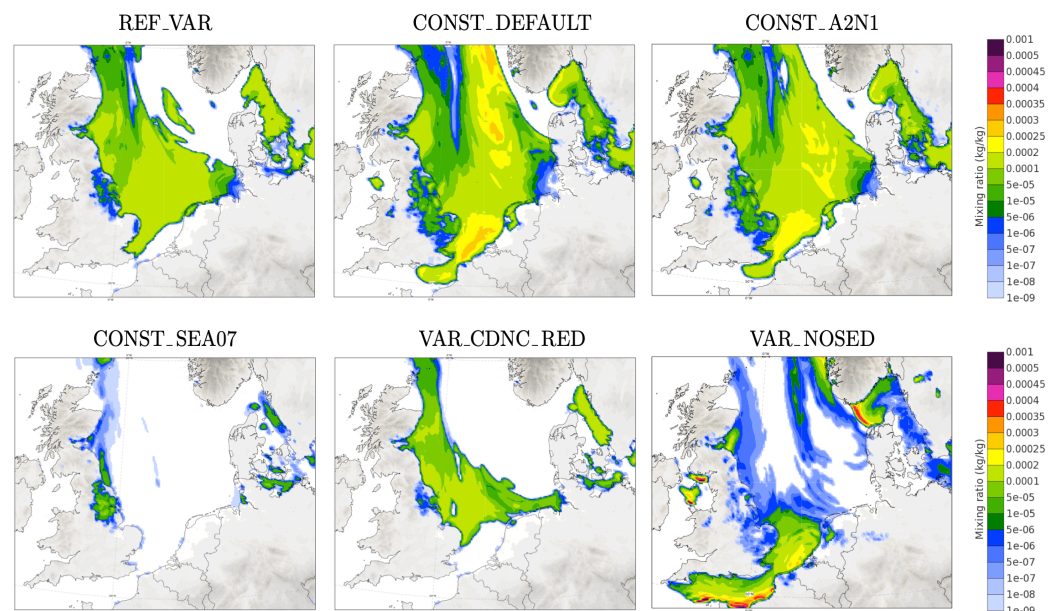 REF_VAR
CONST_DEFAULT
CONST_A2N1
0.001
0.0005
0.00045
0.0004
0.00035
0.0003
0.00025
0.0002
0.0001
5e-05
1e-05
5e-06
1e-06
5e-07
1e-07
1e-08
1e-09
Mixing ratio (kg/kg)
CONST_SEA07
VAR_CDNC_RED
VAR_NOSED
0.001
0.0005
0.00045
0.0004
0.00035
0.0003
0.00025
0.0002
0.0001
5e-05
1e-05
5e-06
1e-06
5e-07
1e-07
1e-08
1e-09
Mixing ratio (kg/kg)